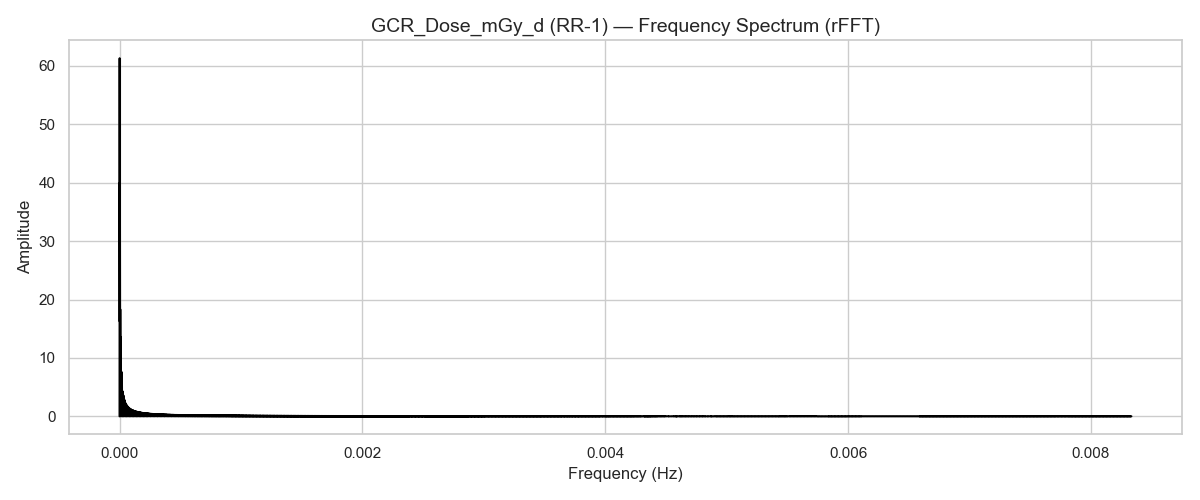 GCR_Dose_mGy_d (RR-1) — Frequency Spectrum (rFFT)
60
50
40
30
20
10
0
Amplitude
0.000 0.002 0.004 0.006 0.008
Frequency (Hz)